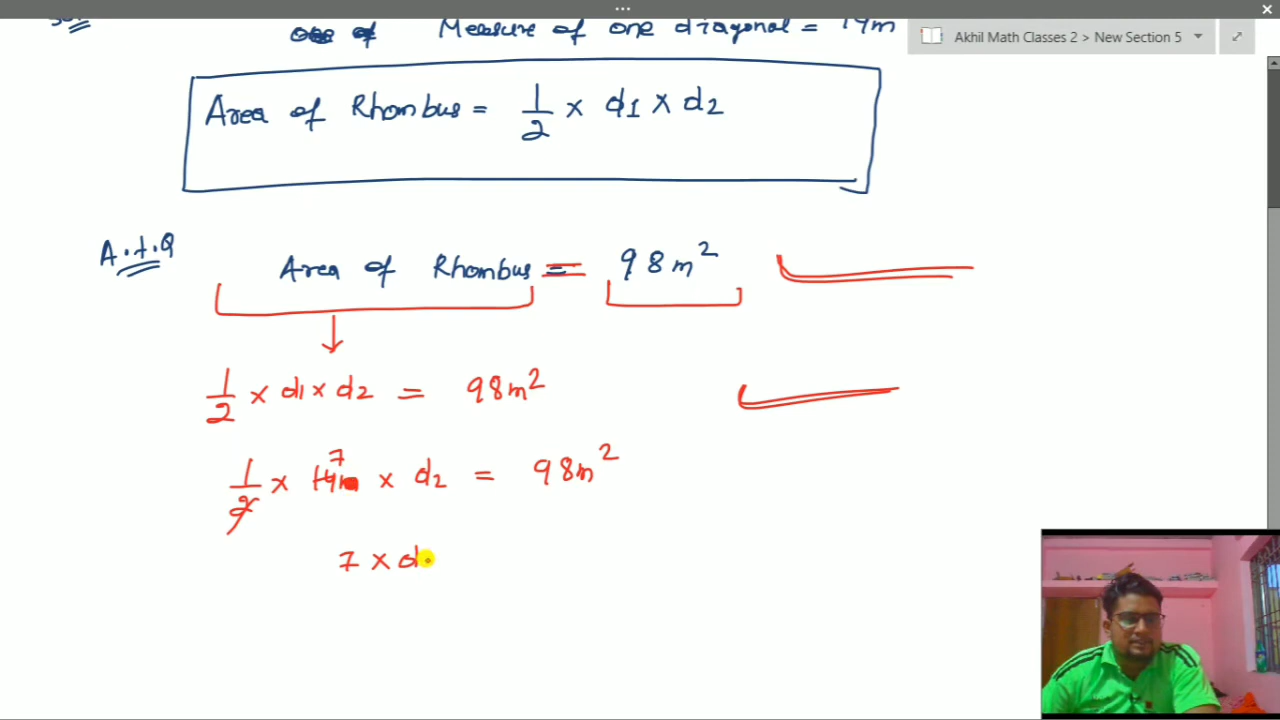 Measure of one diagonal = 14m
Akhil Math Classes 2 > New Section 5
Area of Rhombus = 1/2 × d1 × d2
A.t.Q
Area of Rhombus = 98m²
1/2 × d1 × d2 = 98m²
7
1/2 × 14m × d2 = 98m²
7 × d